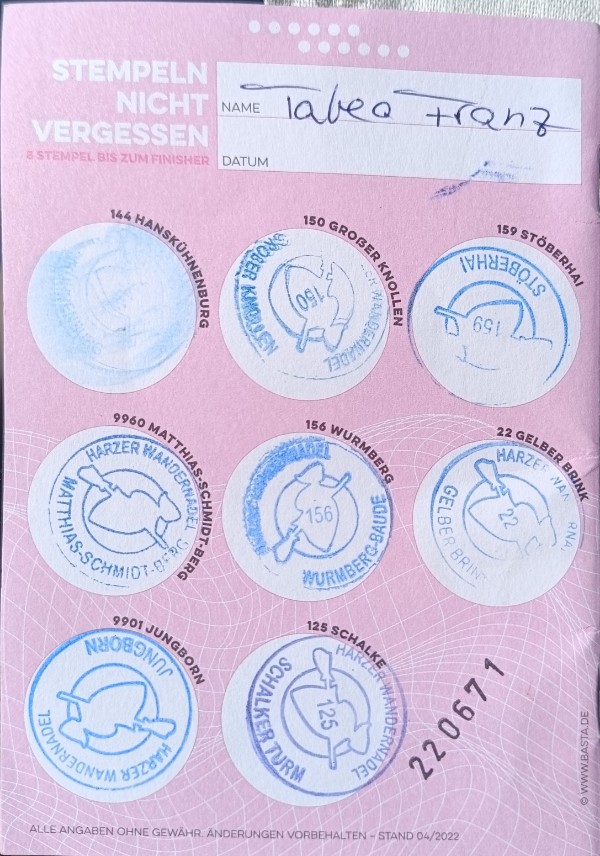 STEMPELN
NICHT
VERGESSEN
8 STEMPEL BIS ZUM FINISHER
NAME Tabea Franz
DATUM
144 HANSKÜHNENBURG
150 GROßER KNOLLEN
GROßER KNOLLEN
150
WANDERNADEL
159 STÖBERHAI
STÖBERHAI
159
9960 MATTHIAS-SCHMIDT-BERG
HARZER WANDERNADEL
MATTHIAS-SCHMIDT-BERG
156 WURMBERG
156
WURMBERG-BAUDE
22 GELBER BRINK
HARZER
22
GELBER BRINK
9901 JUNGBORN
JUNGBORN
HARZER WANDERNADEL
125 SCHALKE
HARZER WANDERNADEL
125
SCHALKER TURM
220671
© WWW.BASTA.DE
ALLE ANGABEN OHNE GEWÄHR. ÄNDERUNGEN VORBEHALTEN – STAND 04/2022